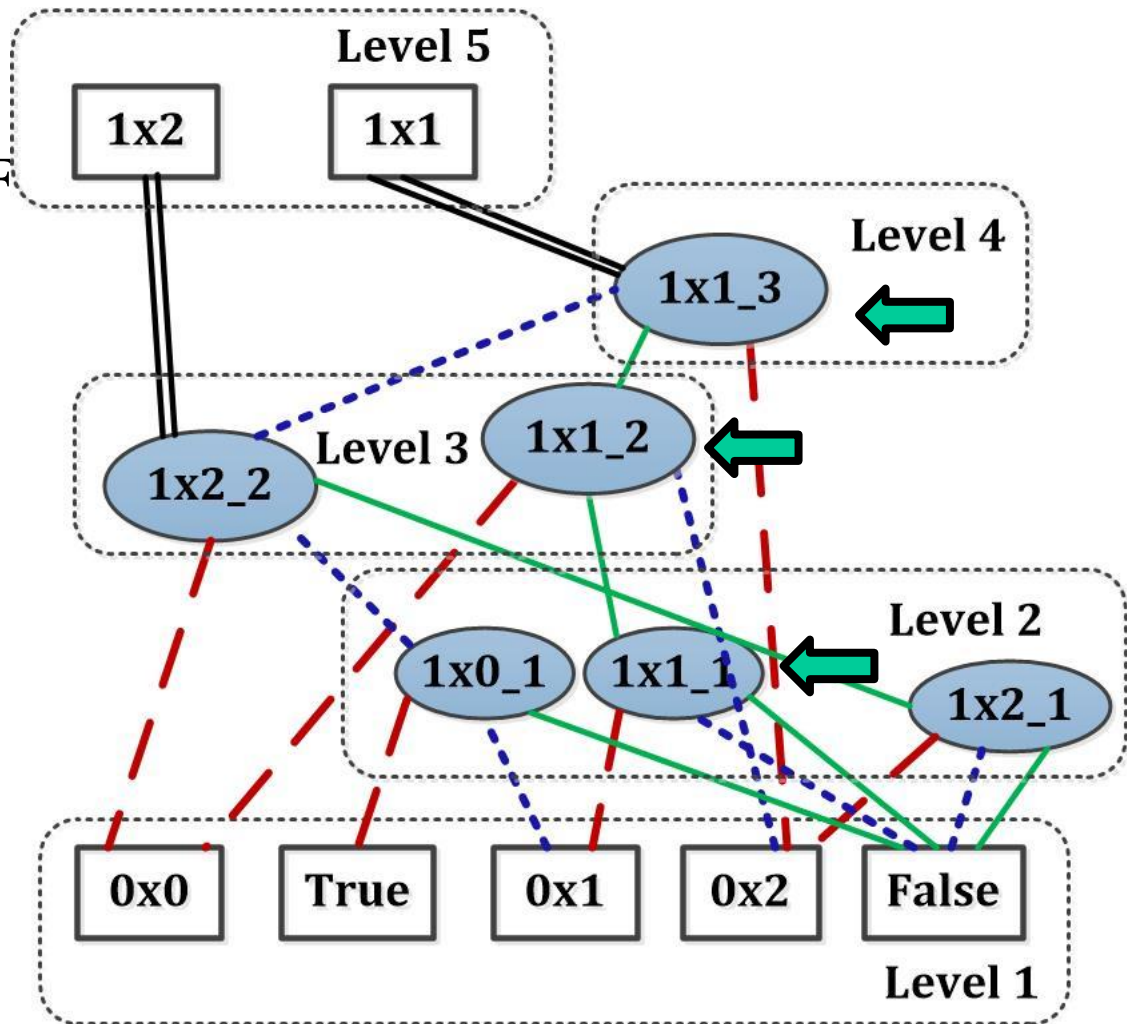 Level 5
1x2
1x1
F
Level 4
1x1_3
Level 3
1x1_2
1x2_2
Level 2
1x0_1
1x1_1
1x2_1
0x0
True
0x1
0x2
False
Level 1